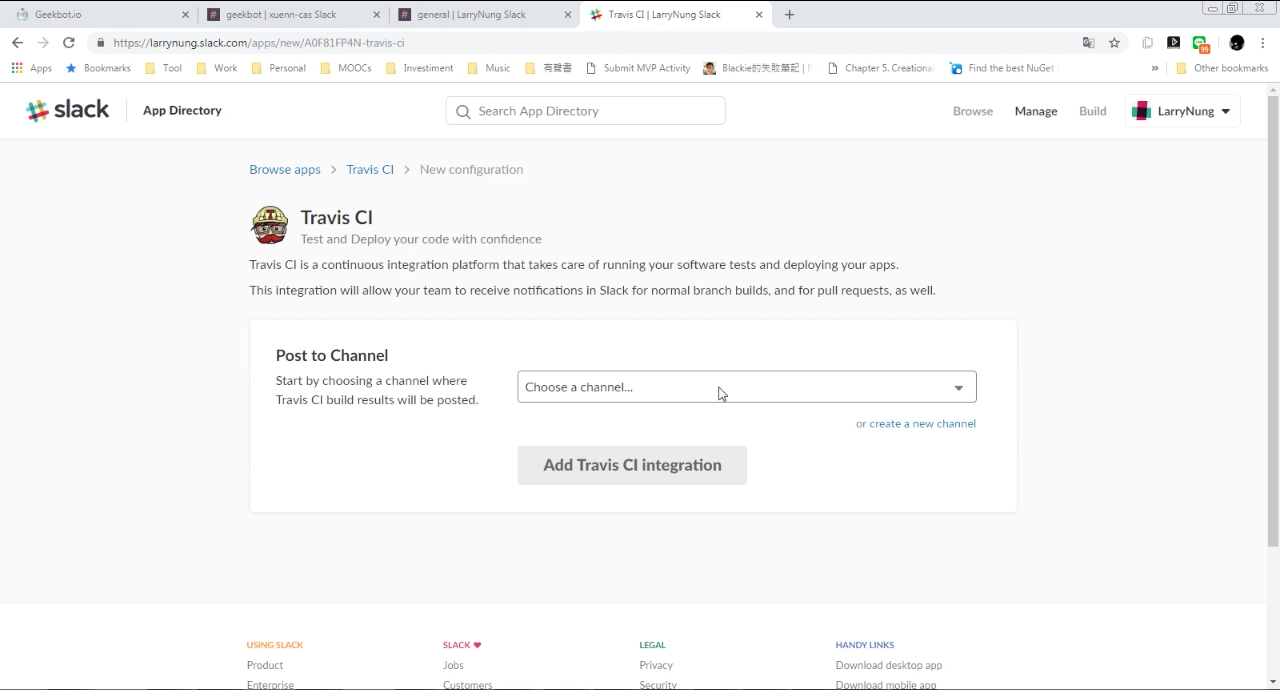 Geekbot.io
geekbot | xuenn-cas Slack
general | LarryNung Slack
Travis CI | LarryNung Slack
https://larrynung.slack.com/apps/new/A0F81FP4N-travis-ci
99
Apps
Bookmarks
Tool
Work
Personal
MOOCs
Investiment
Music
有聲書
Submit MVP Activity
Blackie的失敗筆記 |
Chapter 5. Creationa
Find the best NuGet
»
Other bookmarks
slack
App Directory
Search App Directory
Browse
Manage
Build
LarryNung
Browse apps > Travis CI > New configuration
Travis CI
Test and Deploy your code with confidence
Travis CI is a continuous integration platform that takes care of running your software tests and deploying your apps.
This integration will allow your team to receive notifications in Slack for normal branch builds, and for pull requests, as well.
Post to Channel
Start by choosing a channel where
Travis CI build results will be posted.
Choose a channel...
or create a new channel
Add Travis CI integration
USING SLACK
SLACK ♥
LEGAL
HANDY LINKS
Product
Jobs
Privacy
Download desktop app
Enterprise
Customers
Security
Download mobile app